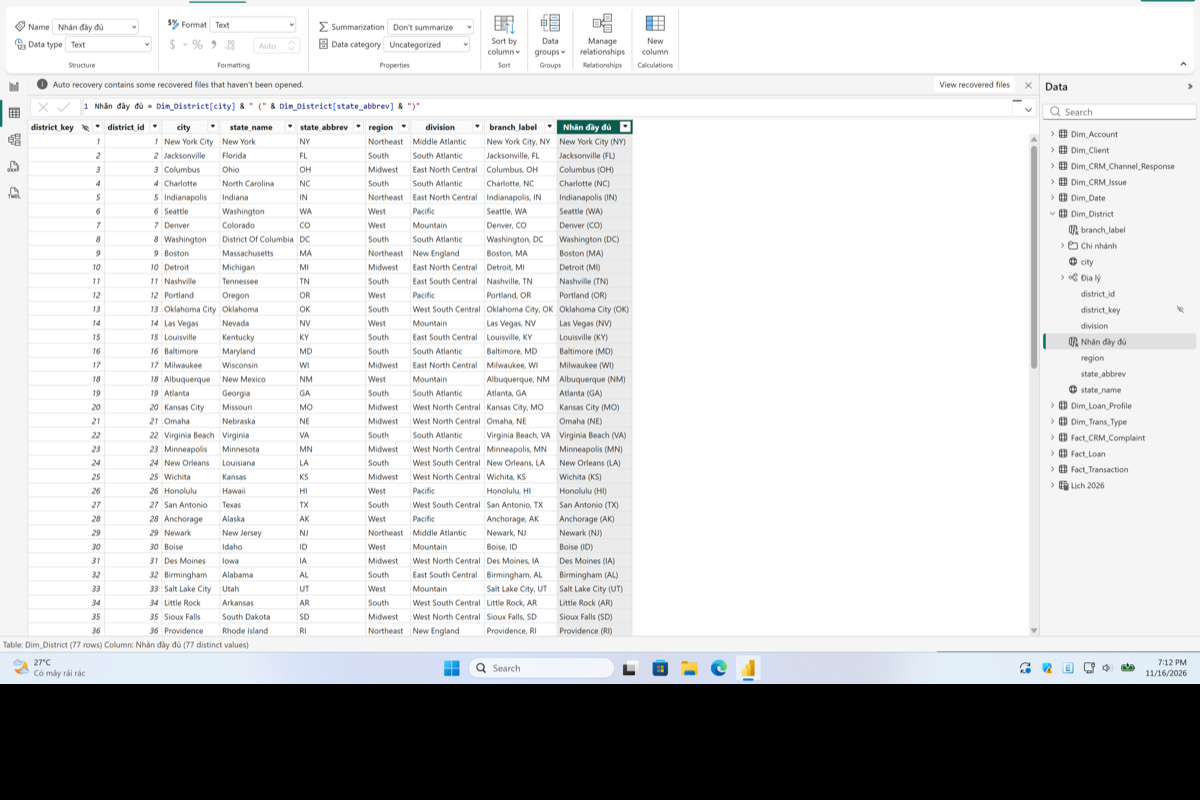 Name Nhãn đầy đủ
$% Format Text
Summarization Don't summarize
Data type Text
$ % Auto
Data category Uncategorized
Sort by column
Data groups
Manage relationships
New column
Structure
Formatting
Properties
Sort
Groups
Relationships
Calculations
Auto recovery contains some recovered files that haven't been opened.
View recovered files
1 Nhãn đầy đủ = Dim_District[city] & " (" & Dim_District[state_abbrev] & ")"
district_key district_id city state_name state_abbrev region division branch_label Nhãn đầy đủ
1 1 New York City New York NY Northeast Middle Atlantic New York City, NY New York City (NY)
2 2 Jacksonville Florida FL South South Atlantic Jacksonville, FL Jacksonville (FL)
3 3 Columbus Ohio OH Midwest East North Central Columbus, OH Columbus (OH)
4 4 Charlotte North Carolina NC South South Atlantic Charlotte, NC Charlotte (NC)
5 5 Indianapolis Indiana IN Northeast East North Central Indianapolis, IN Indianapolis (IN)
6 6 Seattle Washington WA West Pacific Seattle, WA Seattle (WA)
7 7 Denver Colorado CO West Mountain Denver, CO Denver (CO)
8 8 Washington District Of Columbia DC South South Atlantic Washington, DC Washington (DC)
9 9 Boston Massachusetts MA Northeast New England Boston, MA Boston (MA)
10 10 Detroit Michigan MI Midwest East North Central Detroit, MI Detroit (MI)
11 11 Nashville Tennessee TN South East South Central Nashville, TN Nashville (TN)
12 12 Portland Oregon OR West Pacific Portland, OR Portland (OR)
13 13 Oklahoma City Oklahoma OK South West South Central Oklahoma City, OK Oklahoma City (OK)
14 14 Las Vegas Nevada NV West Mountain Las Vegas, NV Las Vegas (NV)
15 15 Louisville Kentucky KY South East South Central Louisville, KY Louisville (KY)
16 16 Baltimore Maryland MD South South Atlantic Baltimore, MD Baltimore (MD)
17 17 Milwaukee Wisconsin WI Midwest East North Central Milwaukee, WI Milwaukee (WI)
18 18 Albuquerque New Mexico NM West Mountain Albuquerque, NM Albuquerque (NM)
19 19 Atlanta Georgia GA South South Atlantic Atlanta, GA Atlanta (GA)
20 20 Kansas City Missouri MO Midwest West North Central Kansas City, MO Kansas City (MO)
21 21 Omaha Nebraska NE Midwest West North Central Omaha, NE Omaha (NE)
22 22 Virginia Beach Virginia VA South South Atlantic Virginia Beach, VA Virginia Beach (VA)
23 23 Minneapolis Minnesota MN Midwest West North Central Minneapolis, MN Minneapolis (MN)
24 24 New Orleans Louisiana LA South West South Central New Orleans, LA New Orleans (LA)
25 25 Wichita Kansas KS Midwest West North Central Wichita, KS Wichita (KS)
26 26 Honolulu Hawaii HI West Pacific Honolulu, HI Honolulu (HI)
27 27 San Antonio Texas TX South West South Central San Antonio, TX San Antonio (TX)
28 28 Anchorage Alaska AK West Pacific Anchorage, AK Anchorage (AK)
29 29 Newark New Jersey NJ Northeast Middle Atlantic Newark, NJ Newark (NJ)
30 30 Boise Idaho ID West Mountain Boise, ID Boise (ID)
31 31 Des Moines Iowa IA Midwest West North Central Des Moines, IA Des Moines (IA)
32 32 Birmingham Alabama AL South East South Central Birmingham, AL Birmingham (AL)
33 33 Salt Lake City Utah UT West Mountain Salt Lake City, UT Salt Lake City (UT)
34 34 Little Rock Arkansas AR South West South Central Little Rock, AR Little Rock (AR)
35 35 Sioux Falls South Dakota SD Midwest West North Central Sioux Falls, SD Sioux Falls (SD)
36 36 Providence Rhode Island RI Northeast New England Providence, RI Providence (RI)
Table: Dim_District (77 rows) Column: Nhãn đầy đủ (77 distinct values)
Data
Search
Dim_Account
Dim_Client
Dim_CRM_Channel_Response
Dim_CRM_Issue
Dim_Date
Dim_District
branch_label
Chi nhánh
city
Địa lý
district_id
district_key
division
Nhãn đầy đủ
region
state_abbrev
state_name
Dim_Loan_Profile
Dim_Trans_Type
Fact_CRM_Complaint
Fact_Loan
Fact_Transaction
Lịch 2026
27°C
Có mây rải rác
Search
7:12 PM
11/16/2026